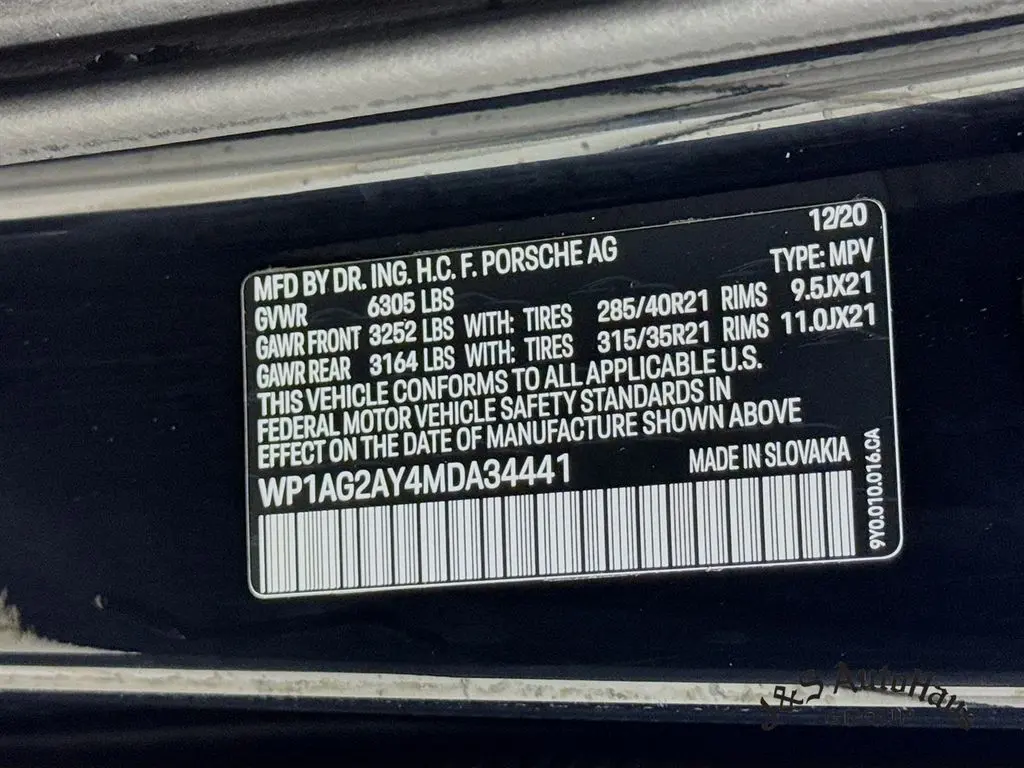 12/20
MFD BY DR. ING. H.C. F. PORSCHE AG TYPE: MPV
GVWR 6305 LBS
GAWR FRONT 3252 LBS WITH: TIRES 285/40R21 RIMS 9.5JX21
GAWR REAR 3164 LBS WITH: TIRES 315/35R21 RIMS 11.0JX21
THIS VEHICLE CONFORMS TO ALL APPLICABLE U.S.
FEDERAL MOTOR VEHICLE SAFETY STANDARDS IN
EFFECT ON THE DATE OF MANUFACTURE SHOWN ABOVE
WP1AG2AY4MDA34441 MADE IN SLOVAKIA
9Y0.010.016.CA
AutoHaus
GROUP